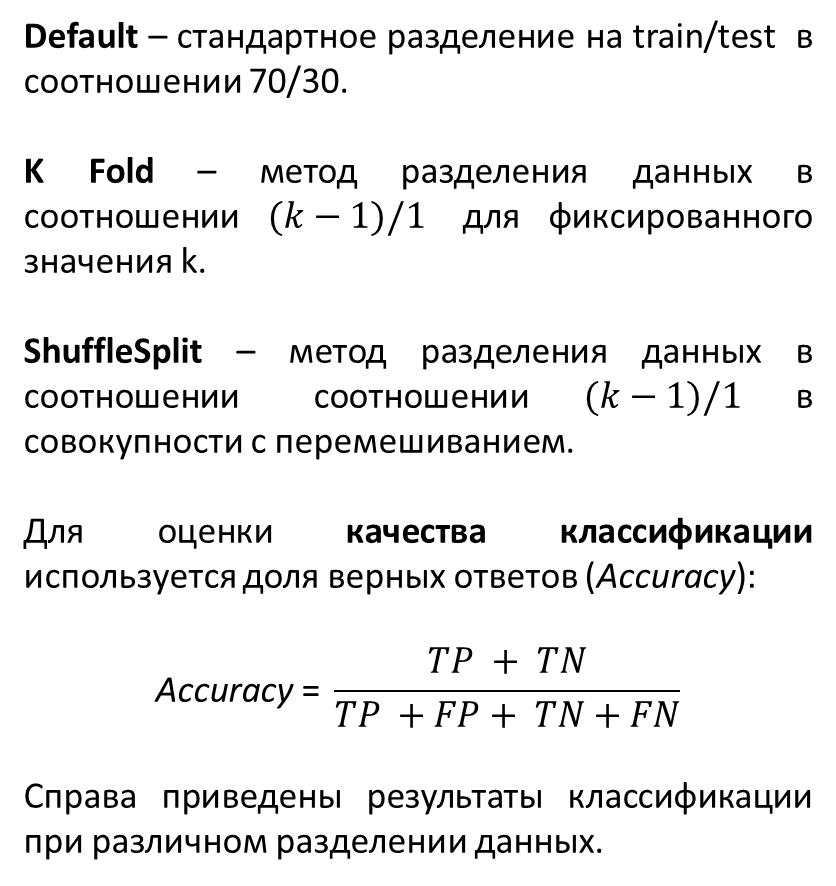 Default – стандартное разделение на train/test в
соотношении 70/30.
K Fold – метод разделения данных в
соотношении (k − 1)/1 для фиксированного
значения k.
ShuffleSplit – метод разделения данных в
соотношении соотношении (k − 1)/1 в
совокупности с перемешиванием.
Для оценки качества классификации
используется доля верных ответов (Accuracy):
TP + TN
Accuracy =
TP + FP + TN + FN
Справа приведены результаты классификации
при различном разделении данных.